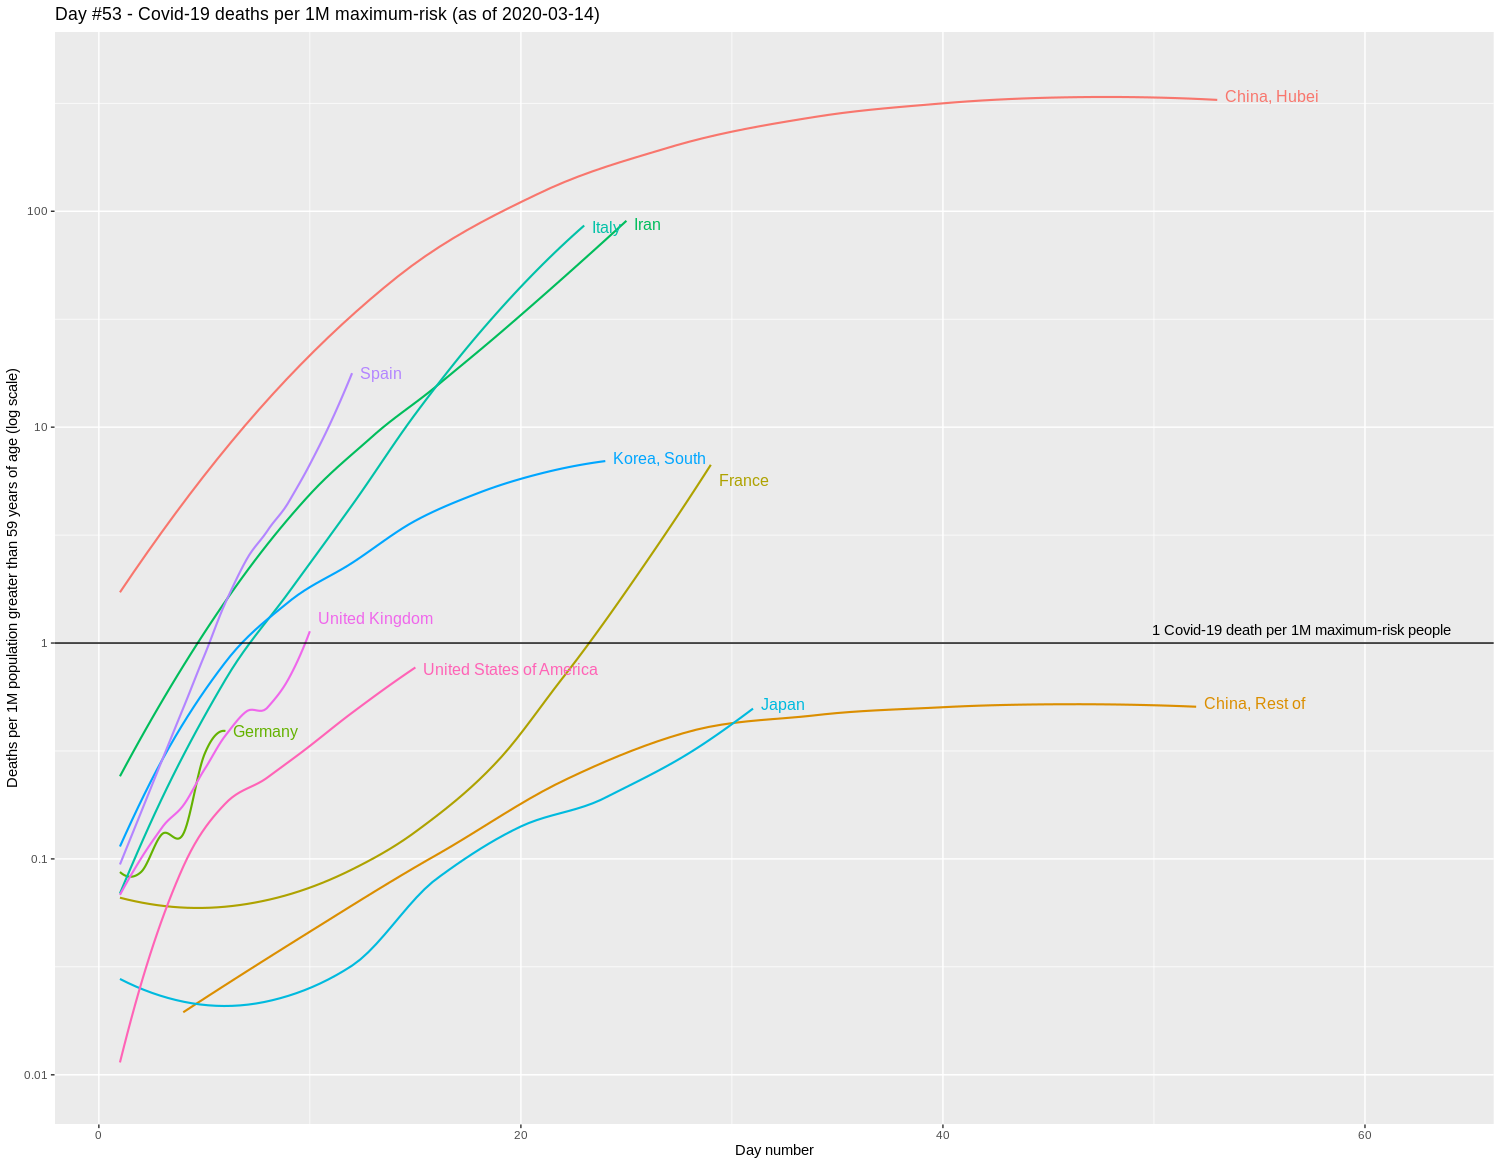 Day #53 - Covid-19 deaths per 1M maximum-risk (as of 2020-03-14)
Deaths per 1M population greater than 59 years of age (log scale)
100
10
1
0.1
0.01
China, Hubei
Italy
Iran
Spain
Korea, South
France
United Kingdom
1 Covid-19 death per 1M maximum-risk people
United States of America
Japan
China, Rest of
Germany
0
20
40
60
Day number